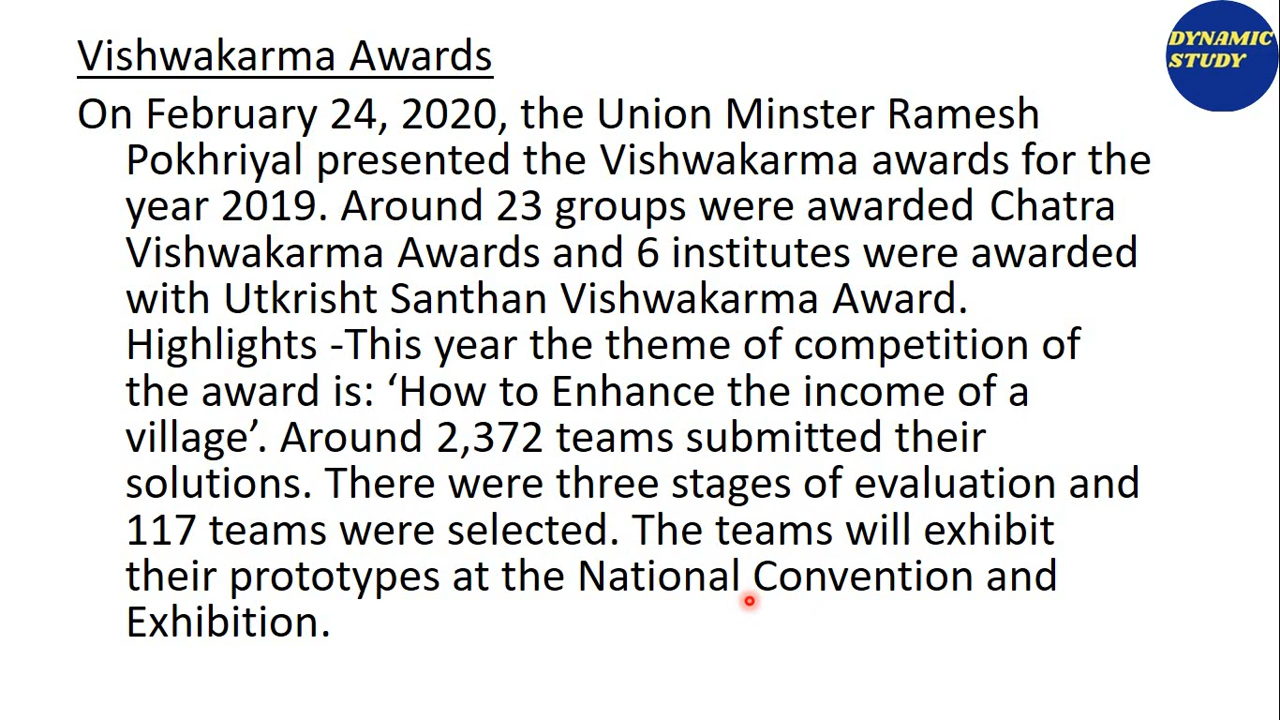 Vishwakarma Awards
DYNAMIC
STUDY
On February 24, 2020, the Union Minster Ramesh
Pokhriyal presented the Vishwakarma awards for the
year 2019. Around 23 groups were awarded Chatra
Vishwakarma Awards and 6 institutes were awarded
with Utkrisht Santhan Vishwakarma Award.
Highlights -This year the theme of competition of
the award is: ‘How to Enhance the income of a
village’. Around 2,372 teams submitted their
solutions. There were three stages of evaluation and
117 teams were selected. The teams will exhibit
their prototypes at the National Convention and
Exhibition.